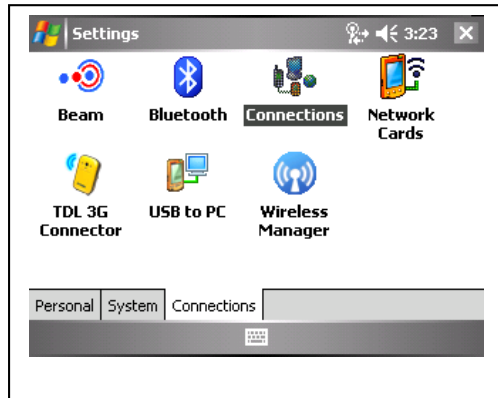 Settings 3:23
Beam Bluetooth Connections Network Cards
TDL 3G Connector USB to PC Wireless Manager
Personal System Connections